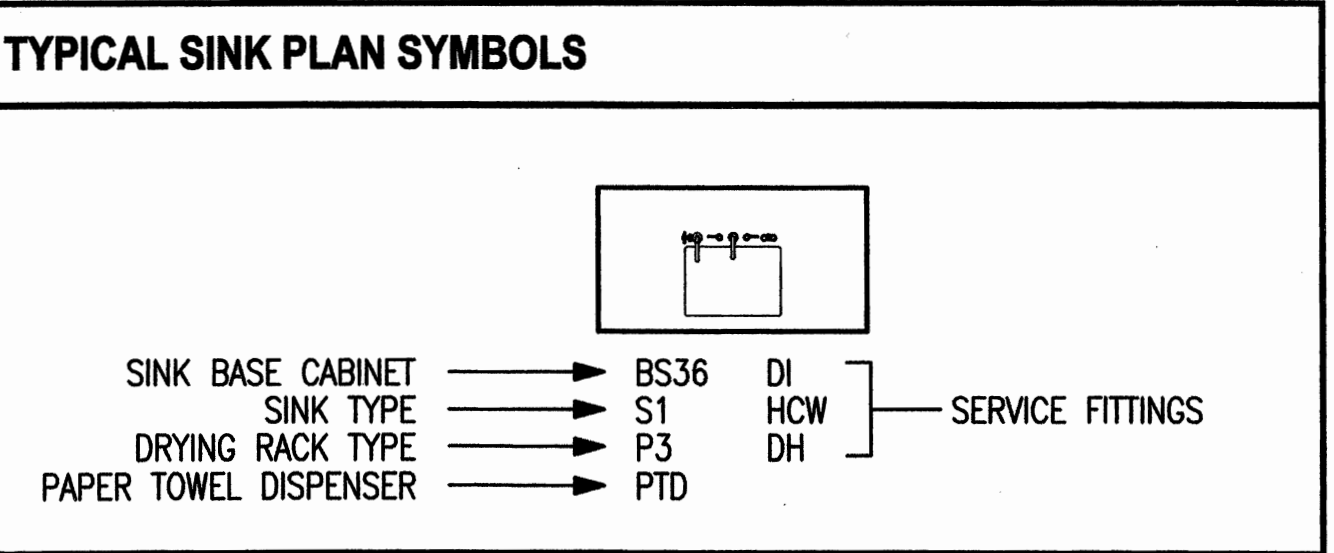 TYPICAL SINK PLAN SYMBOLS
SINK BASE CABINET BS36 DI
SINK TYPE S1 HCW SERVICE FITTINGS
DRYING RACK TYPE P3 DH
PAPER TOWEL DISPENSER PTD